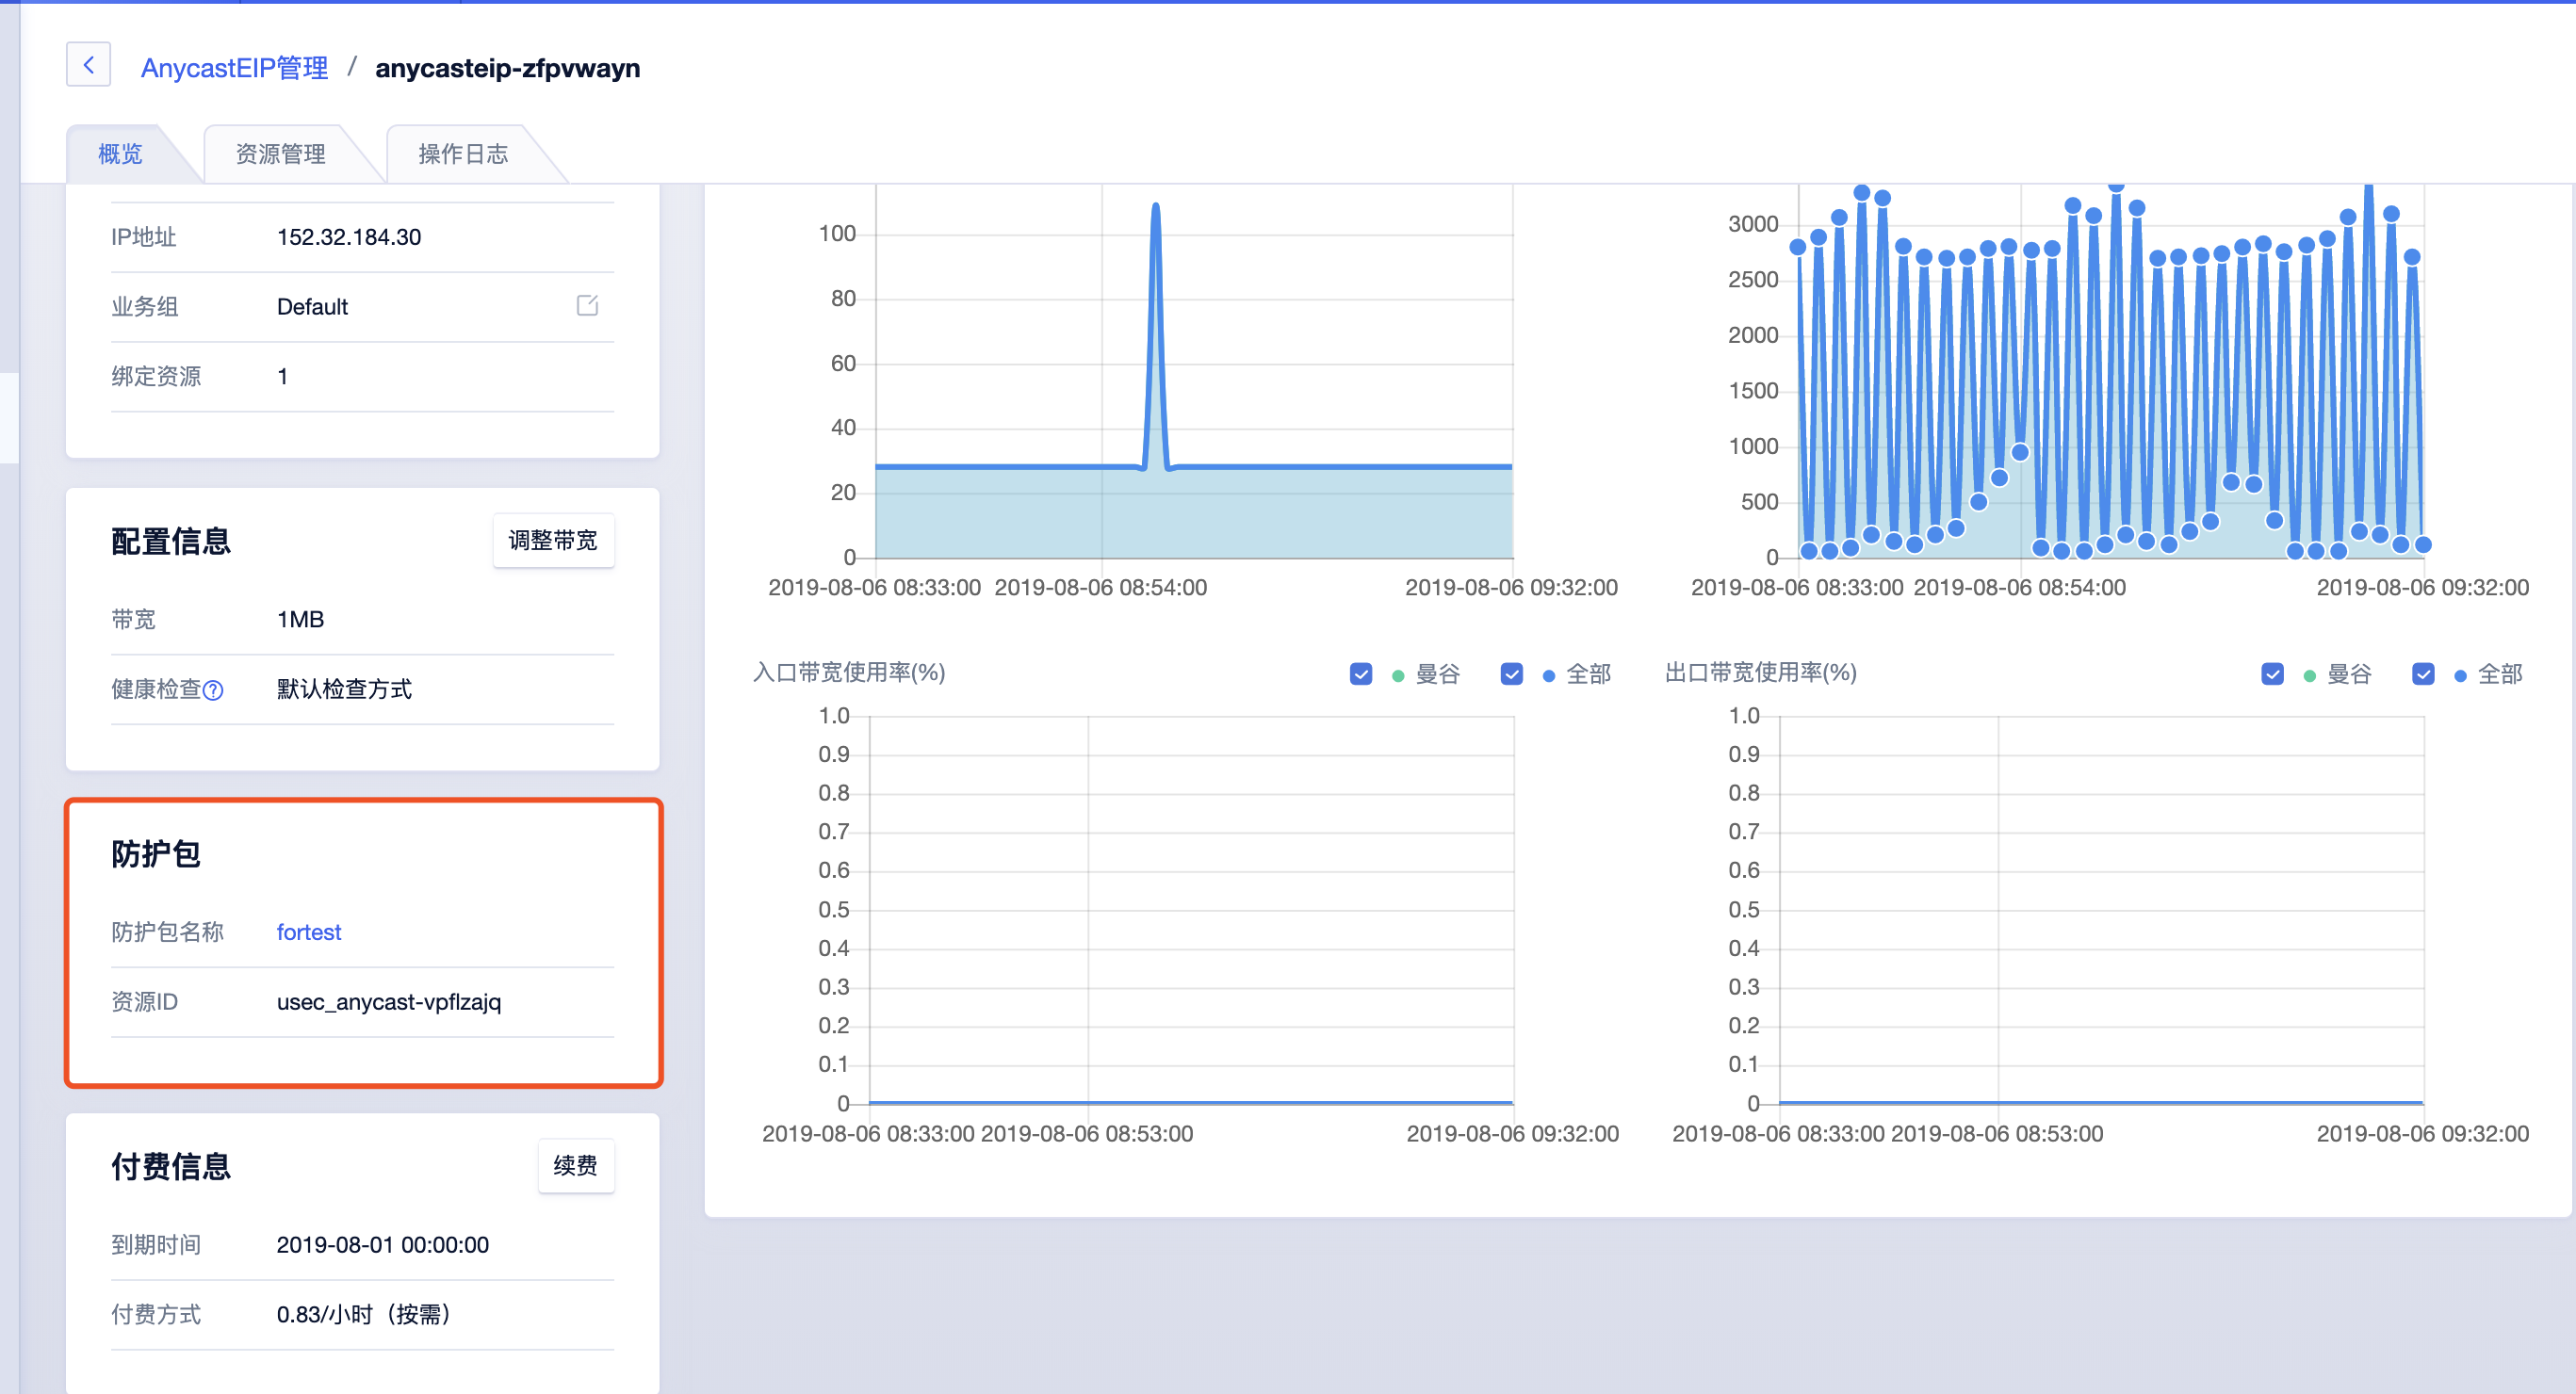 AnycastEIP管理 / anycasteip-zfpvwayn
概览 资源管理 操作日志
IP地址 152.32.184.30
业务组 Default
绑定资源 1
配置信息 调整带宽
带宽 1MB
健康检查? 默认检查方式
防护包
防护包名称 fortest
资源ID usec_anycast-vpflzajq
付费信息 续费
到期时间 2019-08-01 00:00:00
付费方式 0.83/小时（按需）
100
80
60
40
20
0
2019-08-06 08:33:00 2019-08-06 08:54:00 2019-08-06 09:32:00
3000
2500
2000
1500
1000
500
0
2019-08-06 08:33:00 2019-08-06 08:54:00 2019-08-06 09:32:00
入口带宽使用率(%) 曼谷 全部
1.0
0.9
0.8
0.7
0.6
0.5
0.4
0.3
0.2
0.1
0
2019-08-06 08:33:00 2019-08-06 08:53:00 2019-08-06 09:32:00
出口带宽使用率(%) 曼谷 全部
1.0
0.9
0.8
0.7
0.6
0.5
0.4
0.3
0.2
0.1
0
2019-08-06 08:33:00 2019-08-06 08:53:00 2019-08-06 09:32:00